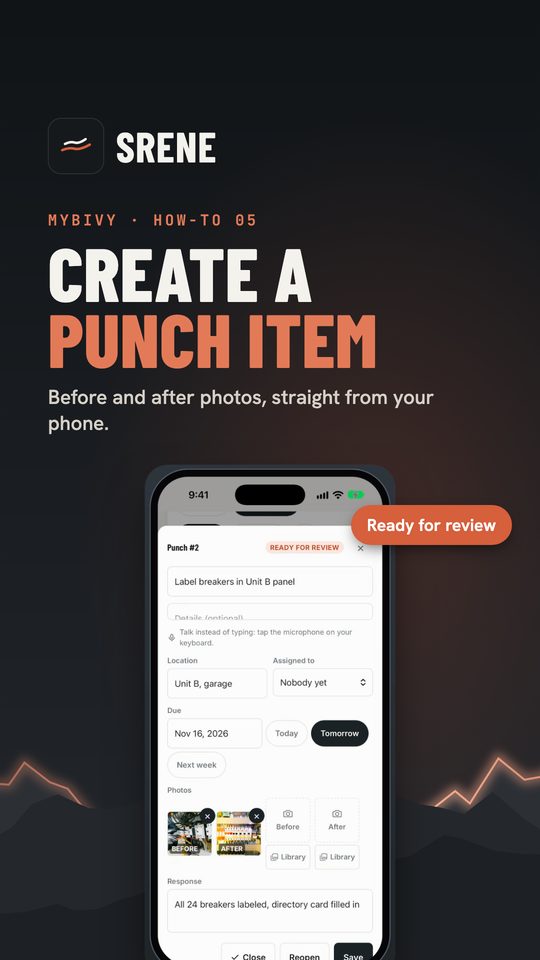 SRENE
MYBIVY · HOW-TO 05
CREATE A
PUNCH ITEM
Before and after photos, straight from your
phone.
9:41
Ready for review
Punch #2
READY FOR REVIEW
Label breakers in Unit B panel
Details (optional)
Talk instead of typing: tap the microphone on your
keyboard.
Location
Assigned to
Unit B, garage
Nobody yet
Due
Nov 16, 2026
Today
Tomorrow
Next week
Photos
BEFORE
AFTER
Before
After
Library
Library
Response
All 24 breakers labeled, directory card filled in
Close
Reopen
Save